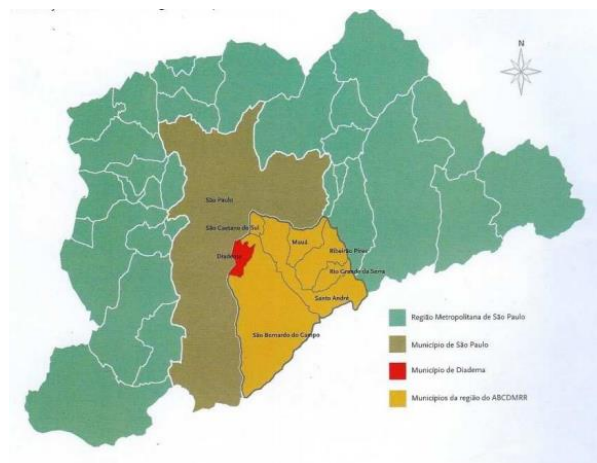 N
São Paulo
São Caetano do Sul
Mauá
Ribeirão Pires
Diadema
Rio Grande da Serra
Santo André
São Bernardo do Campo
Região Metropolitana de São Paulo
Município de São Paulo
Município de Diadema
Municípios da região do ABCDMRR